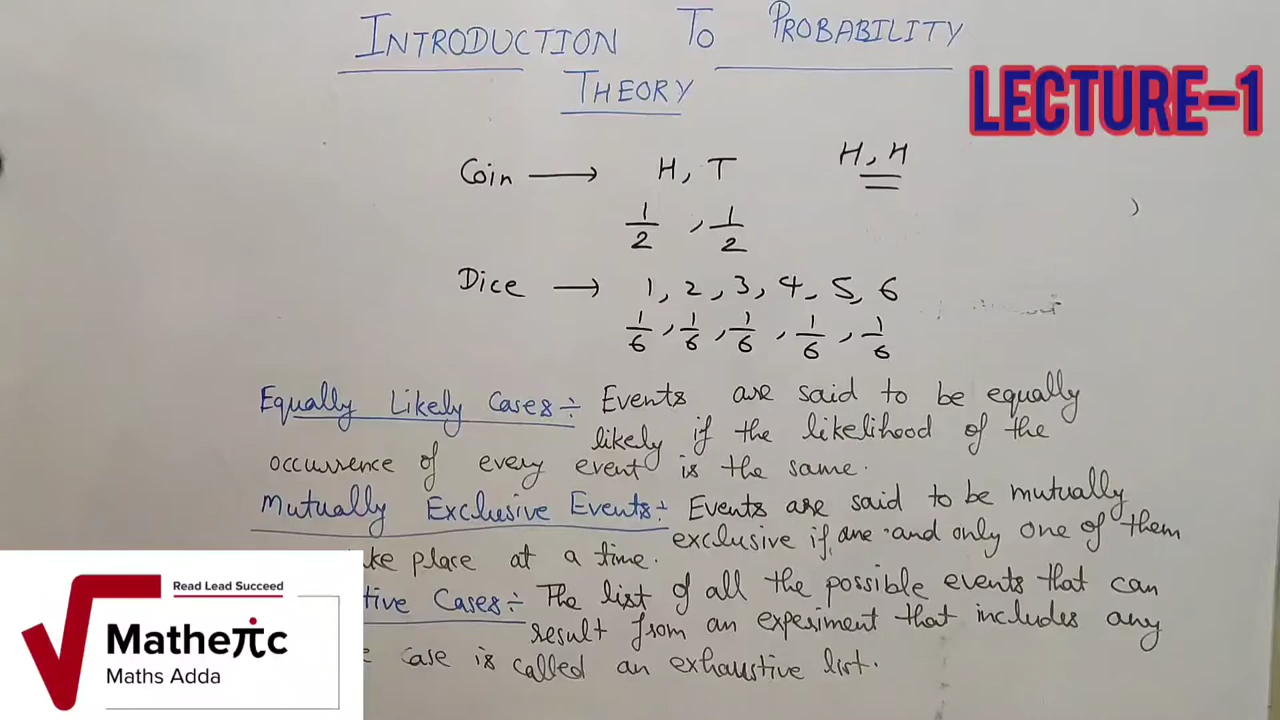 INTRODUCTION TO PROBABILITY
THEORY
LECTURE-1
Coin → H, T H, H
1/2 , 1/2
Dice → 1, 2, 3, 4, 5, 6
1/6 , 1/6 , 1/6 , 1/6 , 1/6
Equally Likely Cases ÷ Events are said to be equally
likely if the likelihood of the
occurrence of every event is the same.
Mutually Exclusive Events ÷ Events are said to be mutually
exclusive if one and only one of them
ke place at a time.
tive Cases ÷ The list of all the possible events that can
result from an experiment that includes any
case is called an exhaustive list.
Read Lead Succeed
Matheπc
Maths Adda